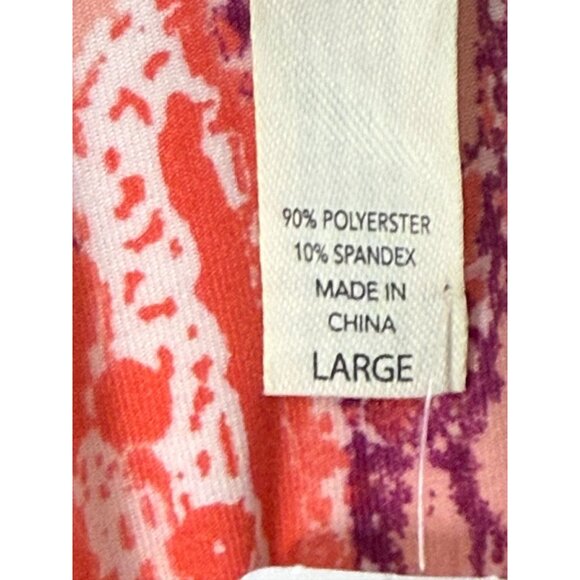 90% POLYERSTER
10% SPANDEX
MADE IN
CHINA
LARGE